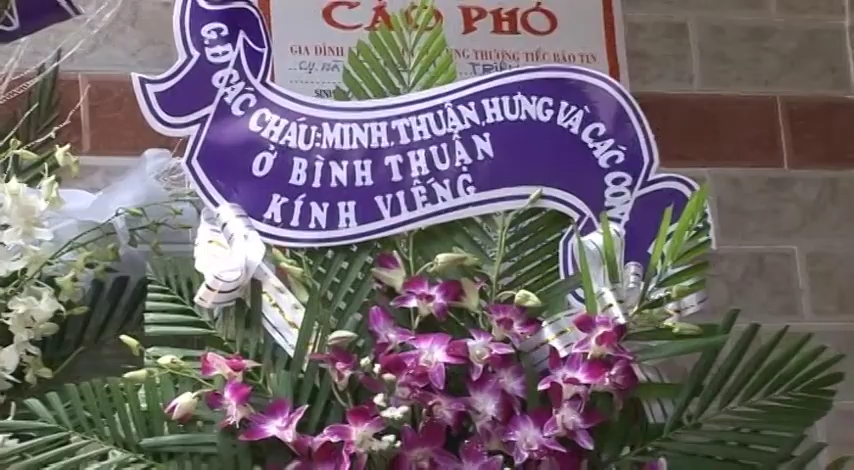 CÁO PHÓ
GIA ĐÌNH
THƯƠNG TIẾC BÁO TIN
G.Đ CÁC CHÁU: MINH, THUẬN, HƯNG VÀ CÁC CON
Ở BÌNH THUẬN
KÍNH VIẾNG